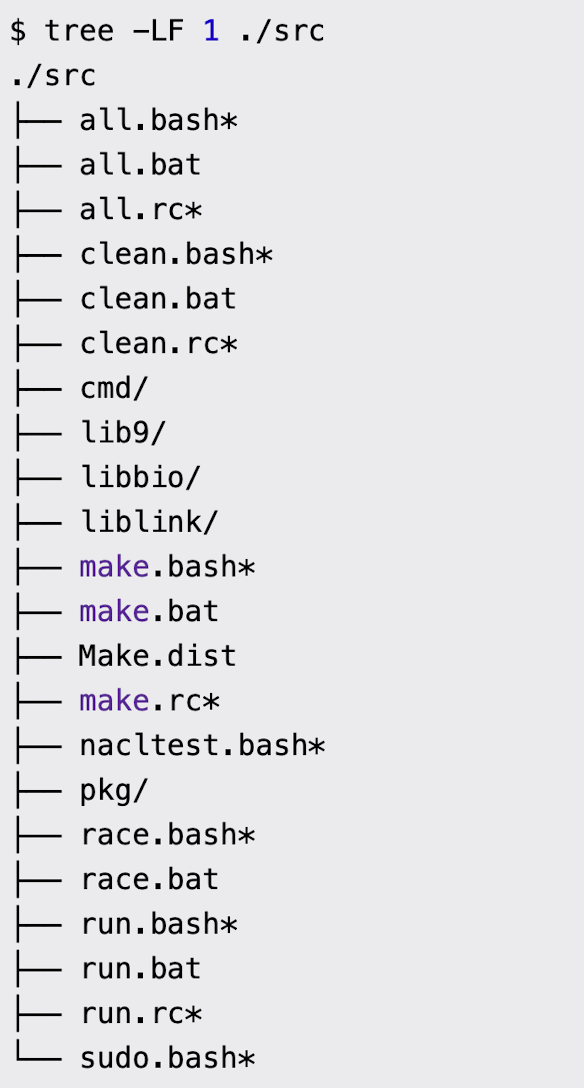 $ tree -LF 1 ./src
./src
├── all.bash*
├── all.bat
├── all.rc*
├── clean.bash*
├── clean.bat
├── clean.rc*
├── cmd/
├── lib9/
├── libbio/
├── liblink/
├── make.bash*
├── make.bat
├── Make.dist
├── make.rc*
├── nacltest.bash*
├── pkg/
├── race.bash*
├── race.bat
├── run.bash*
├── run.bat
├── run.rc*
└── sudo.bash*